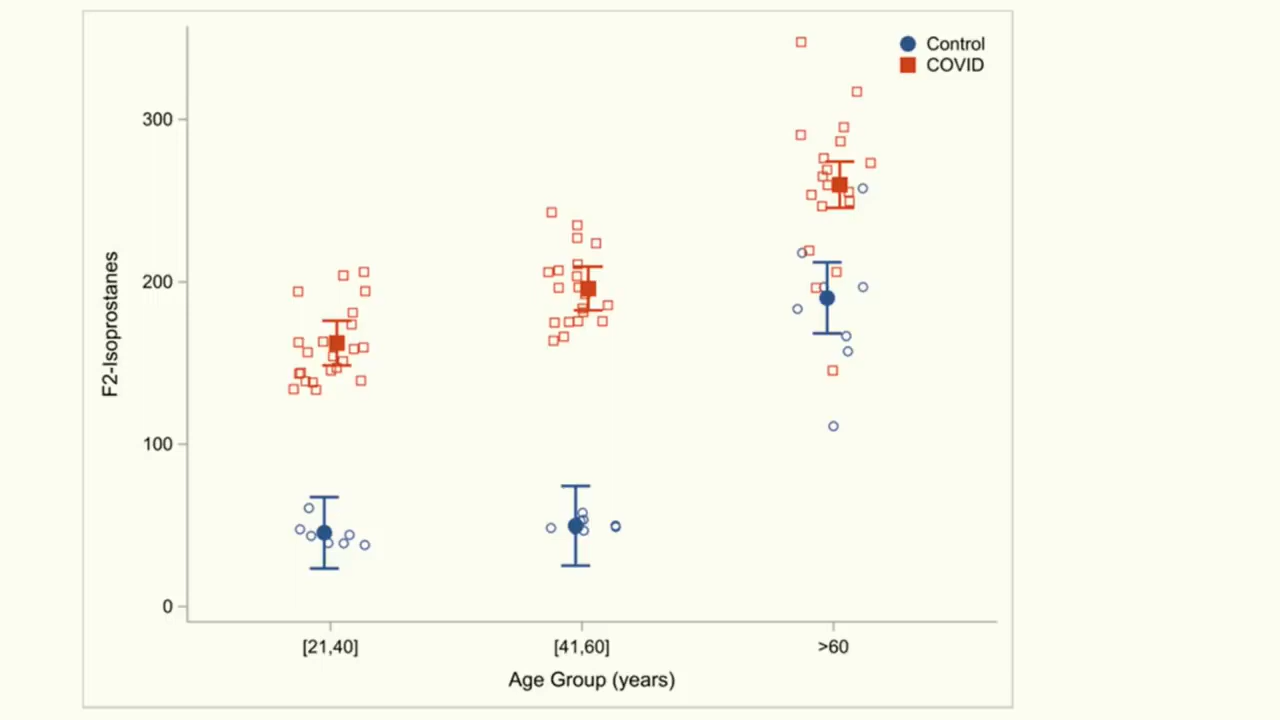 Control
COVID
300
200
100
0
F2-Isoprostanes
[21,40]
[41,60]
>60
Age Group (years)